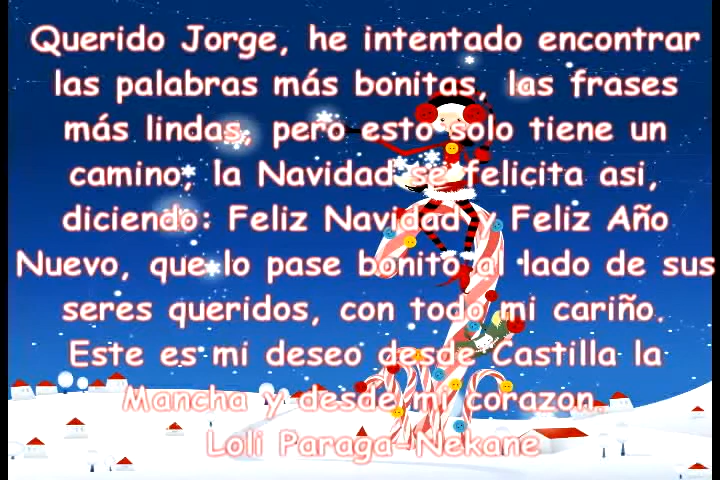 Querido Jorge, he intentado encontrar
las palabras más bonitas, las frases
más lindas, pero esto solo tiene un
camino, la Navidad se felicita asi,
diciendo: Feliz Navidad y Feliz Año
Nuevo, que lo pase bonito al lado de sus
seres queridos, con todo mi cariño.
Este es mi deseo desde Castilla la
Mancha y desde mi corazon.
Loli Paraga-Nekane